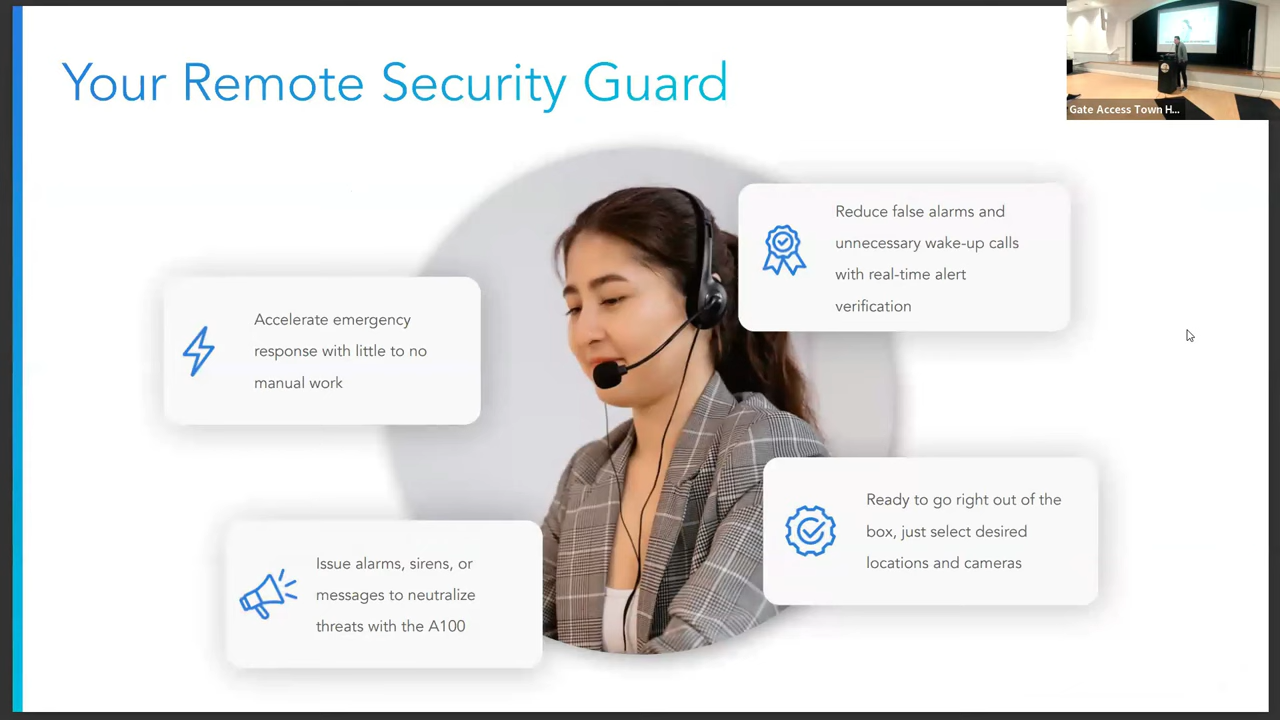 Your Remote Security Guard
Gate Access Town H...
Reduce false alarms and
unnecessary wake-up calls
with real-time alert
verification
Accelerate emergency
response with little to no
manual work
Ready to go right out of the
box, just select desired
locations and cameras
Issue alarms, sirens, or
messages to neutralize
threats with the A100